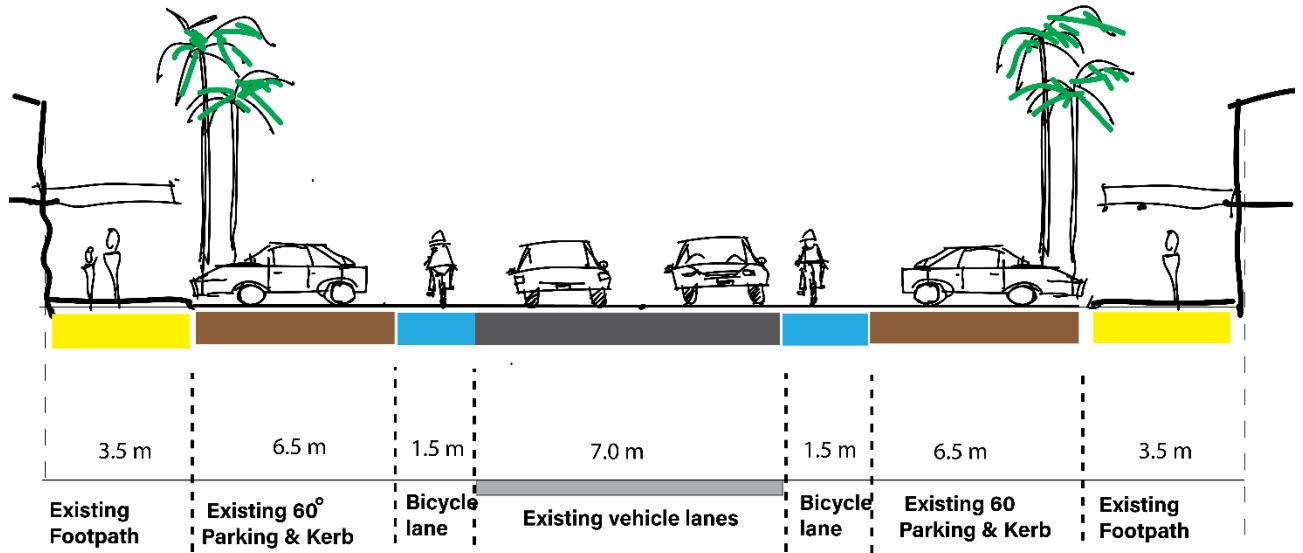 3.5 m
6.5 m
1.5 m
7.0 m
1.5 m
6.5 m
3.5 m
Existing
Footpath
Existing 60°
Parking & Kerb
Bicycle
lane
Existing vehicle lanes
Bicycle
lane
Existing 60
Parking & Kerb
Existing
Footpath